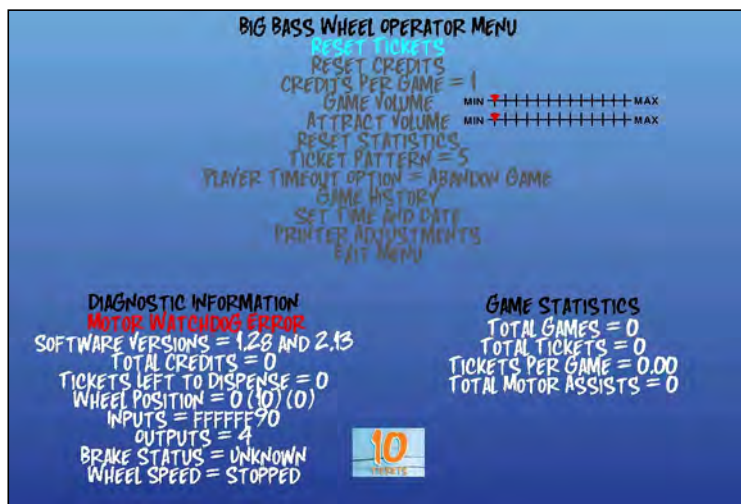 BIG BASS WHEEL OPERATOR MENU
RESET TICKETS
RESET CREDITS
CREDITS PER GAME = 1
GAME VOLUME MIN MAX
ATTRACT VOLUME MIN MAX
RESET STATISTICS
TICKET PATTERN = 5
PLAYER TIMEOUT OPTION = ABANDON GAME
GAME HISTORY
SET TIME AND DATE
PRINTER ADJUSTMENTS
EXIT MENU
DIAGNOSTIC INFORMATION
MOTOR WATCHDOG ERROR
SOFTWARE VERSIONS = 1.28 AND 2.13
TOTAL CREDITS = 0
TICKETS LEFT TO DISPENSE = 0
WHEEL POSITION = 0 (10) (0)
INPUTS = FFFFFF90
OUTPUTS = 4
BRAKE STATUS = UNKNOWN
WHEEL SPEED = STOPPED
10
TICKETS
GAME STATISTICS
TOTAL GAMES = 0
TOTAL TICKETS = 0
TICKETS PER GAME = 0.00
TOTAL MOTOR ASSISTS = 0